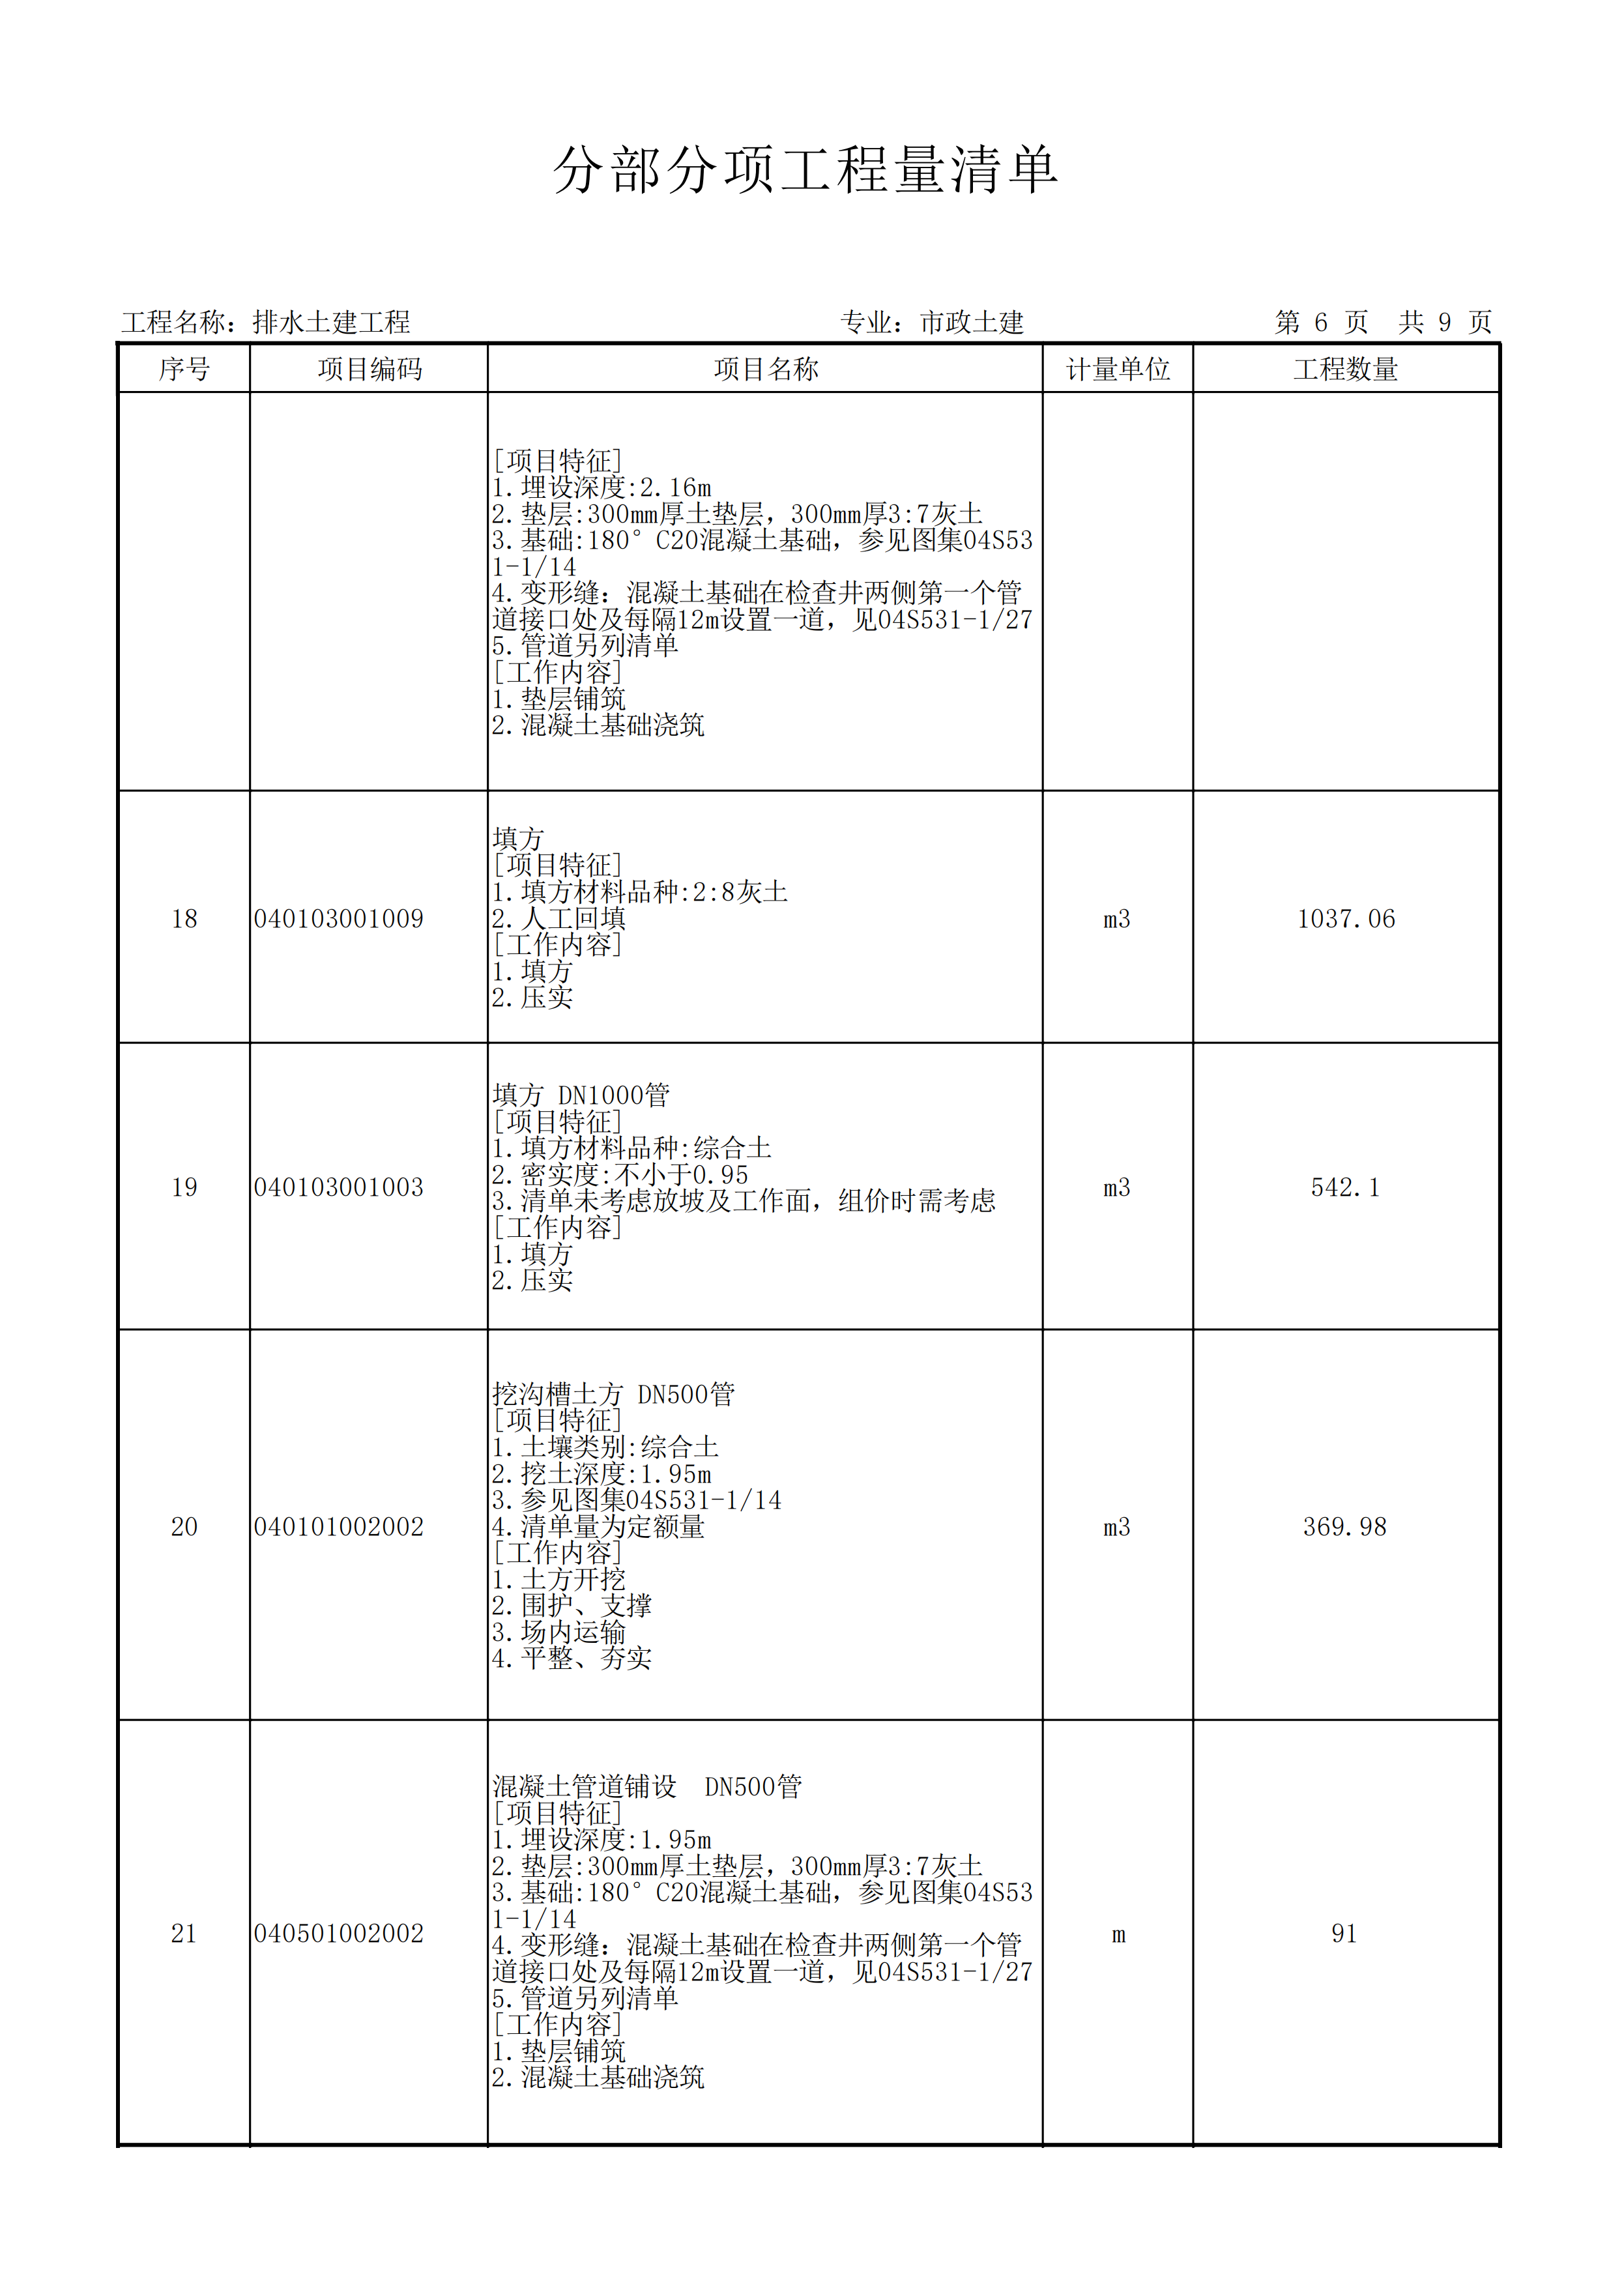 分部分项工程量清单
工程名称：排水土建工程 专业：市政土建 第 6 页 共 9 页
序号 项目编码 项目名称 计量单位 工程数量
[项目特征]
1.埋设深度:2.16m
2.垫层:300mm厚土垫层，300mm厚3:7灰土
3.基础:180°C20混凝土基础，参见图集04S53
1-1/14
4.变形缝：混凝土基础在检查井两侧第一个管
道接口处及每隔12m设置一道，见04S531-1/27
5.管道另列清单
[工作内容]
1.垫层铺筑
2.混凝土基础浇筑
18 040103001009
填方
[项目特征]
1.填方材料品种:2:8灰土
2.人工回填
[工作内容]
1.填方
2.压实
m3 1037.06
19 040103001003
填方 DN1000管
[项目特征]
1.填方材料品种:综合土
2.密实度:不小于0.95
3.清单未考虑放坡及工作面，组价时需考虑
[工作内容]
1.填方
2.压实
m3 542.1
20 040101002002
挖沟槽土方 DN500管
[项目特征]
1.土壤类别:综合土
2.挖土深度:1.95m
3.参见图集04S531-1/14
4.清单量为定额量
[工作内容]
1.土方开挖
2.围护、支撑
3.场内运输
4.平整、夯实
m3 369.98
21 040501002002
混凝土管道铺设 DN500管
[项目特征]
1.埋设深度:1.95m
2.垫层:300mm厚土垫层，300mm厚3:7灰土
3.基础:180°C20混凝土基础，参见图集04S53
1-1/14
4.变形缝：混凝土基础在检查井两侧第一个管
道接口处及每隔12m设置一道，见04S531-1/27
5.管道另列清单
[工作内容]
1.垫层铺筑
2.混凝土基础浇筑
m 91